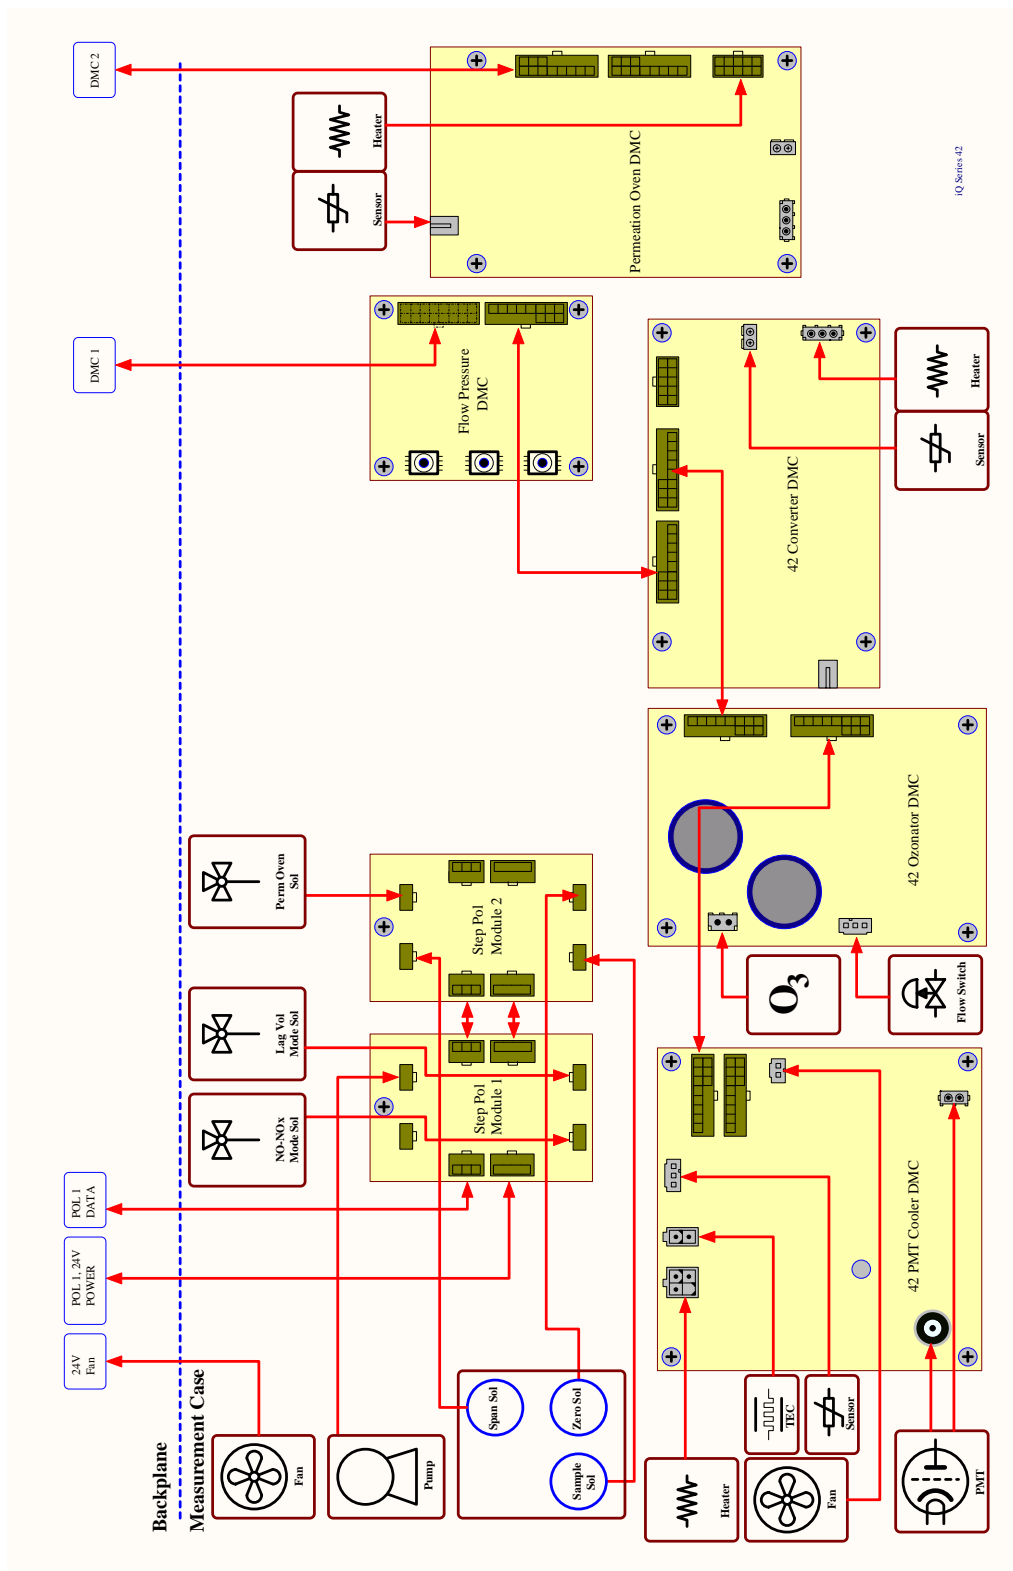 Backplane
Measurement Case
24V
Fan
POL 1, 24V
POWER
POL 1
DATA
DMC 1
DMC 2
Fan
Pump
NO-NOx
Mode Sol
Lag Vol
Mode Sol
Perm Oven
Sol
Sensor
Heater
Span Sol
Zero Sol
Sample
Sol
Step Pol
Module 1
Step Pol
Module 2
Flow Pressure
DMC
Permeation Oven DMC
Heater
TEC
Fan
Sensor
PMT
42 PMT Cooler DMC
O3
Flow Switch
42 Ozonator DMC
42 Converter DMC
Sensor
Heater
iQ Series 42